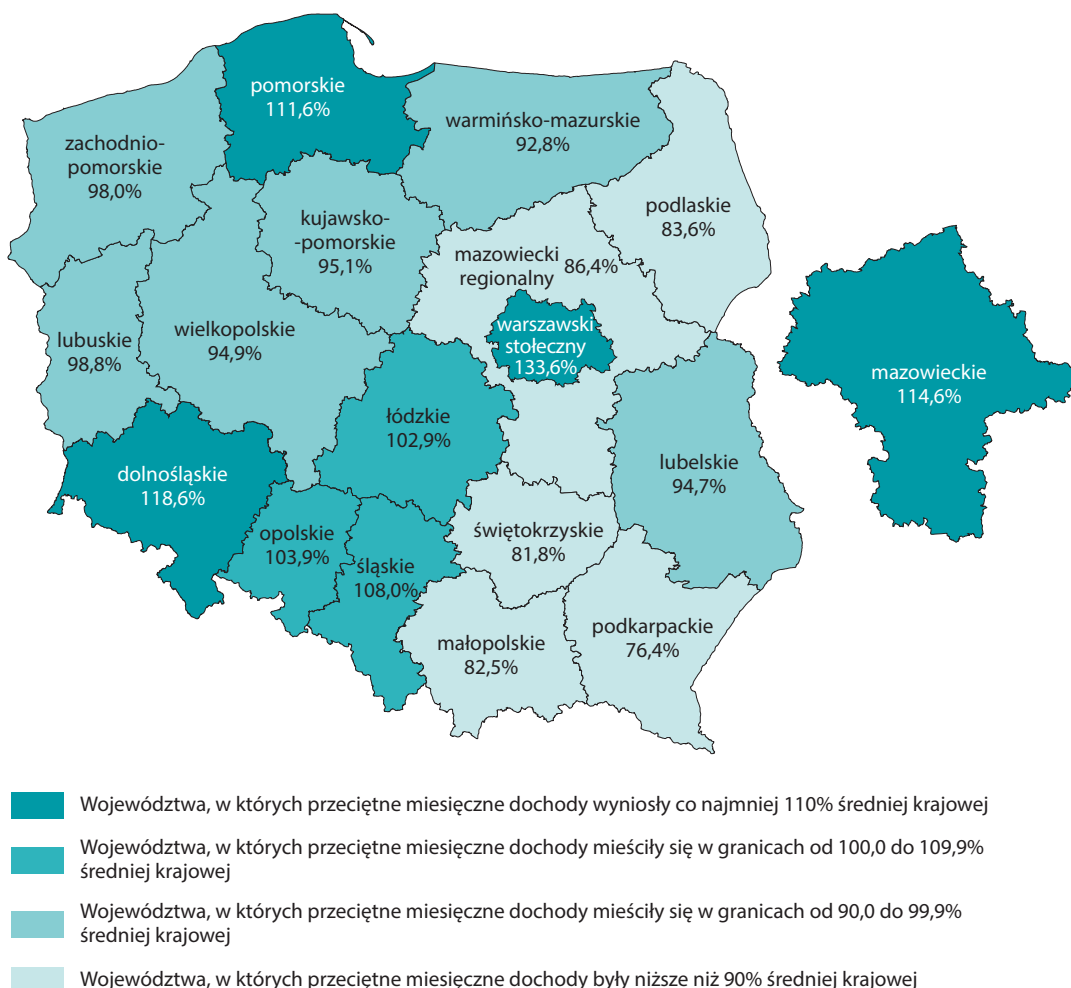 pomorskie
111,6%
warmińsko-mazurskie
92,8%
zachodnio-
pomorskie
98,0%
podlaskie
83,6%
kujawsko-
-pomorskie
95,1%
mazowiecki
regionalny
86,4%
warszawski
stołeczny
133,6%
wielkopolskie
94,9%
lubuskie
98,8%
mazowieckie
114,6%
łódzkie
102,9%
dolnośląskie
118,6%
lubelskie
94,7%
opolskie
103,9%
śląskie
108,0%
świętokrzyskie
81,8%
małopolskie
82,5%
podkarpackie
76,4%
Województwa, w których przeciętne miesięczne dochody wyniosły co najmniej 110% średniej krajowej
Województwa, w których przeciętne miesięczne dochody mieściły się w granicach od 100,0 do 109,9%
średniej krajowej
Województwa, w których przeciętne miesięczne dochody mieściły się w granicach od 90,0 do 99,9%
średniej krajowej
Województwa, w których przeciętne miesięczne dochody były niższe niż 90% średniej krajowej